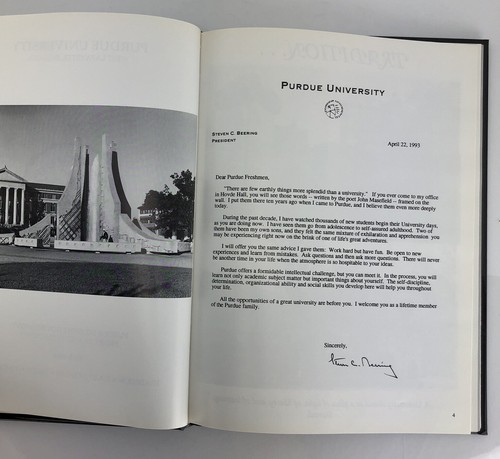 PURDUE UNIVERSITY
STEVEN C. BEERING
PRESIDENT
April 22, 1993
Dear Purdue Freshmen,
"There are few earthly things more splendid than a university." If you ever come to my office
in Hovde Hall, you will see those words -- written by the poet John Masefield -- framed on the
wall. I put them there ten years ago when I came to Purdue, and I believe them even more deeply
today.
During the past decade, I have watched thousands of new students begin their University days,
as you are doing now. I have seen them go from adolescence to self-assured adulthood. Two of
them have been my own sons, and they felt the same mixture of exhilaration and apprehension you
may be experiencing right now on the brink of one of life's great adventures.
I will offer you the same advice I gave them: Work hard but have fun. Be open to new
experiences and learn from mistakes. Ask questions and then ask more questions. There will never
be another time in your life when the atmosphere is so hospitable to your ideas.
Purdue offers a formidable intellectual challenge, but you can meet it. In the process, you will
learn not only academic subject matter but important things about yourself. The self-discipline,
determination, organizational ability and social skills you develop here will help you throughout
your life.
All the opportunities of a great university are before you. I welcome you as a lifetime member
of the Purdue family.
Sincerely,
Steven C. Beering
4